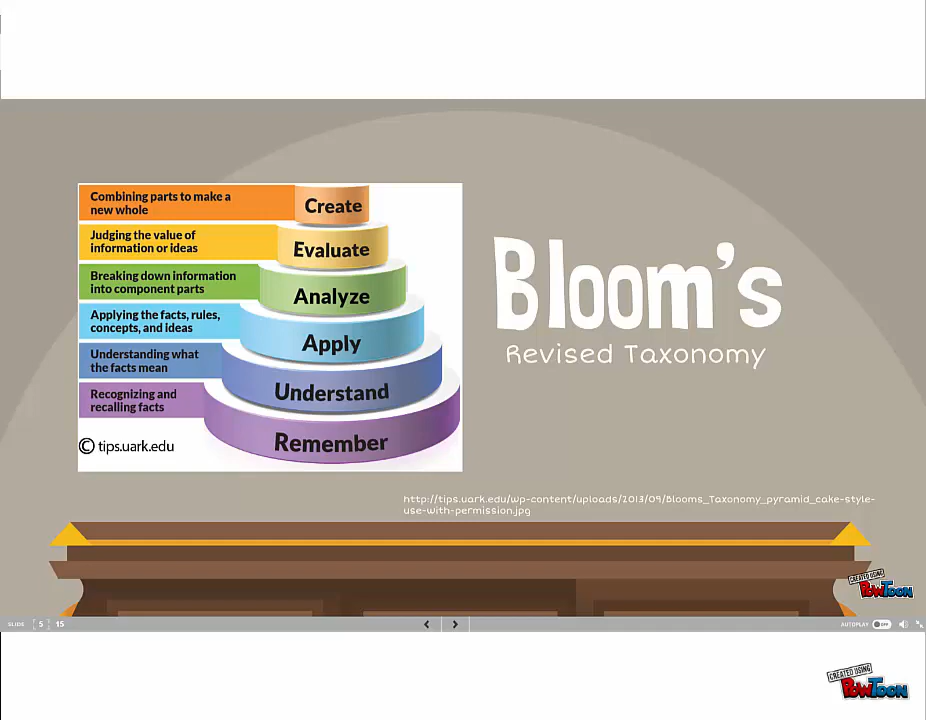 Combining parts to make a
new whole
Create
Judging the value of
information or ideas
Evaluate
Breaking down information
into component parts
Analyze
Applying the facts, rules,
concepts, and ideas
Apply
Understanding what
the facts mean
Understand
Recognizing and
recalling facts
Remember
© tips.uark.edu
Bloom's
Revised Taxonomy
http://tips.uark.edu/wp-content/uploads/2013/09/Blooms_Taxonomy_pyramid_cake-style-
use-with-permission.jpg
CREATED USING
POWTOON
SLIDE 5 15
AUTOPLAY OFF
CREATED USING
POWTOON